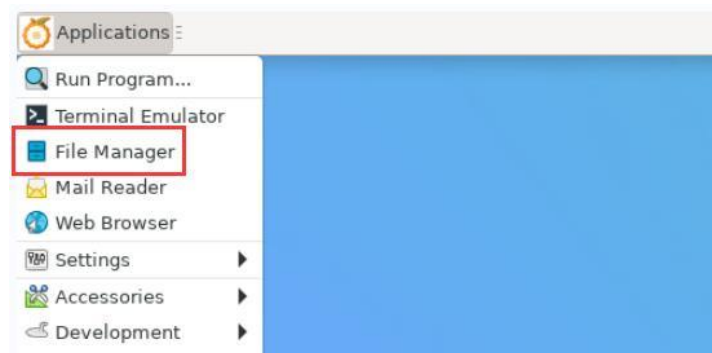 Applications
Run Program...
Terminal Emulator
File Manager
Mail Reader
Web Browser
Settings
Accessories
Development